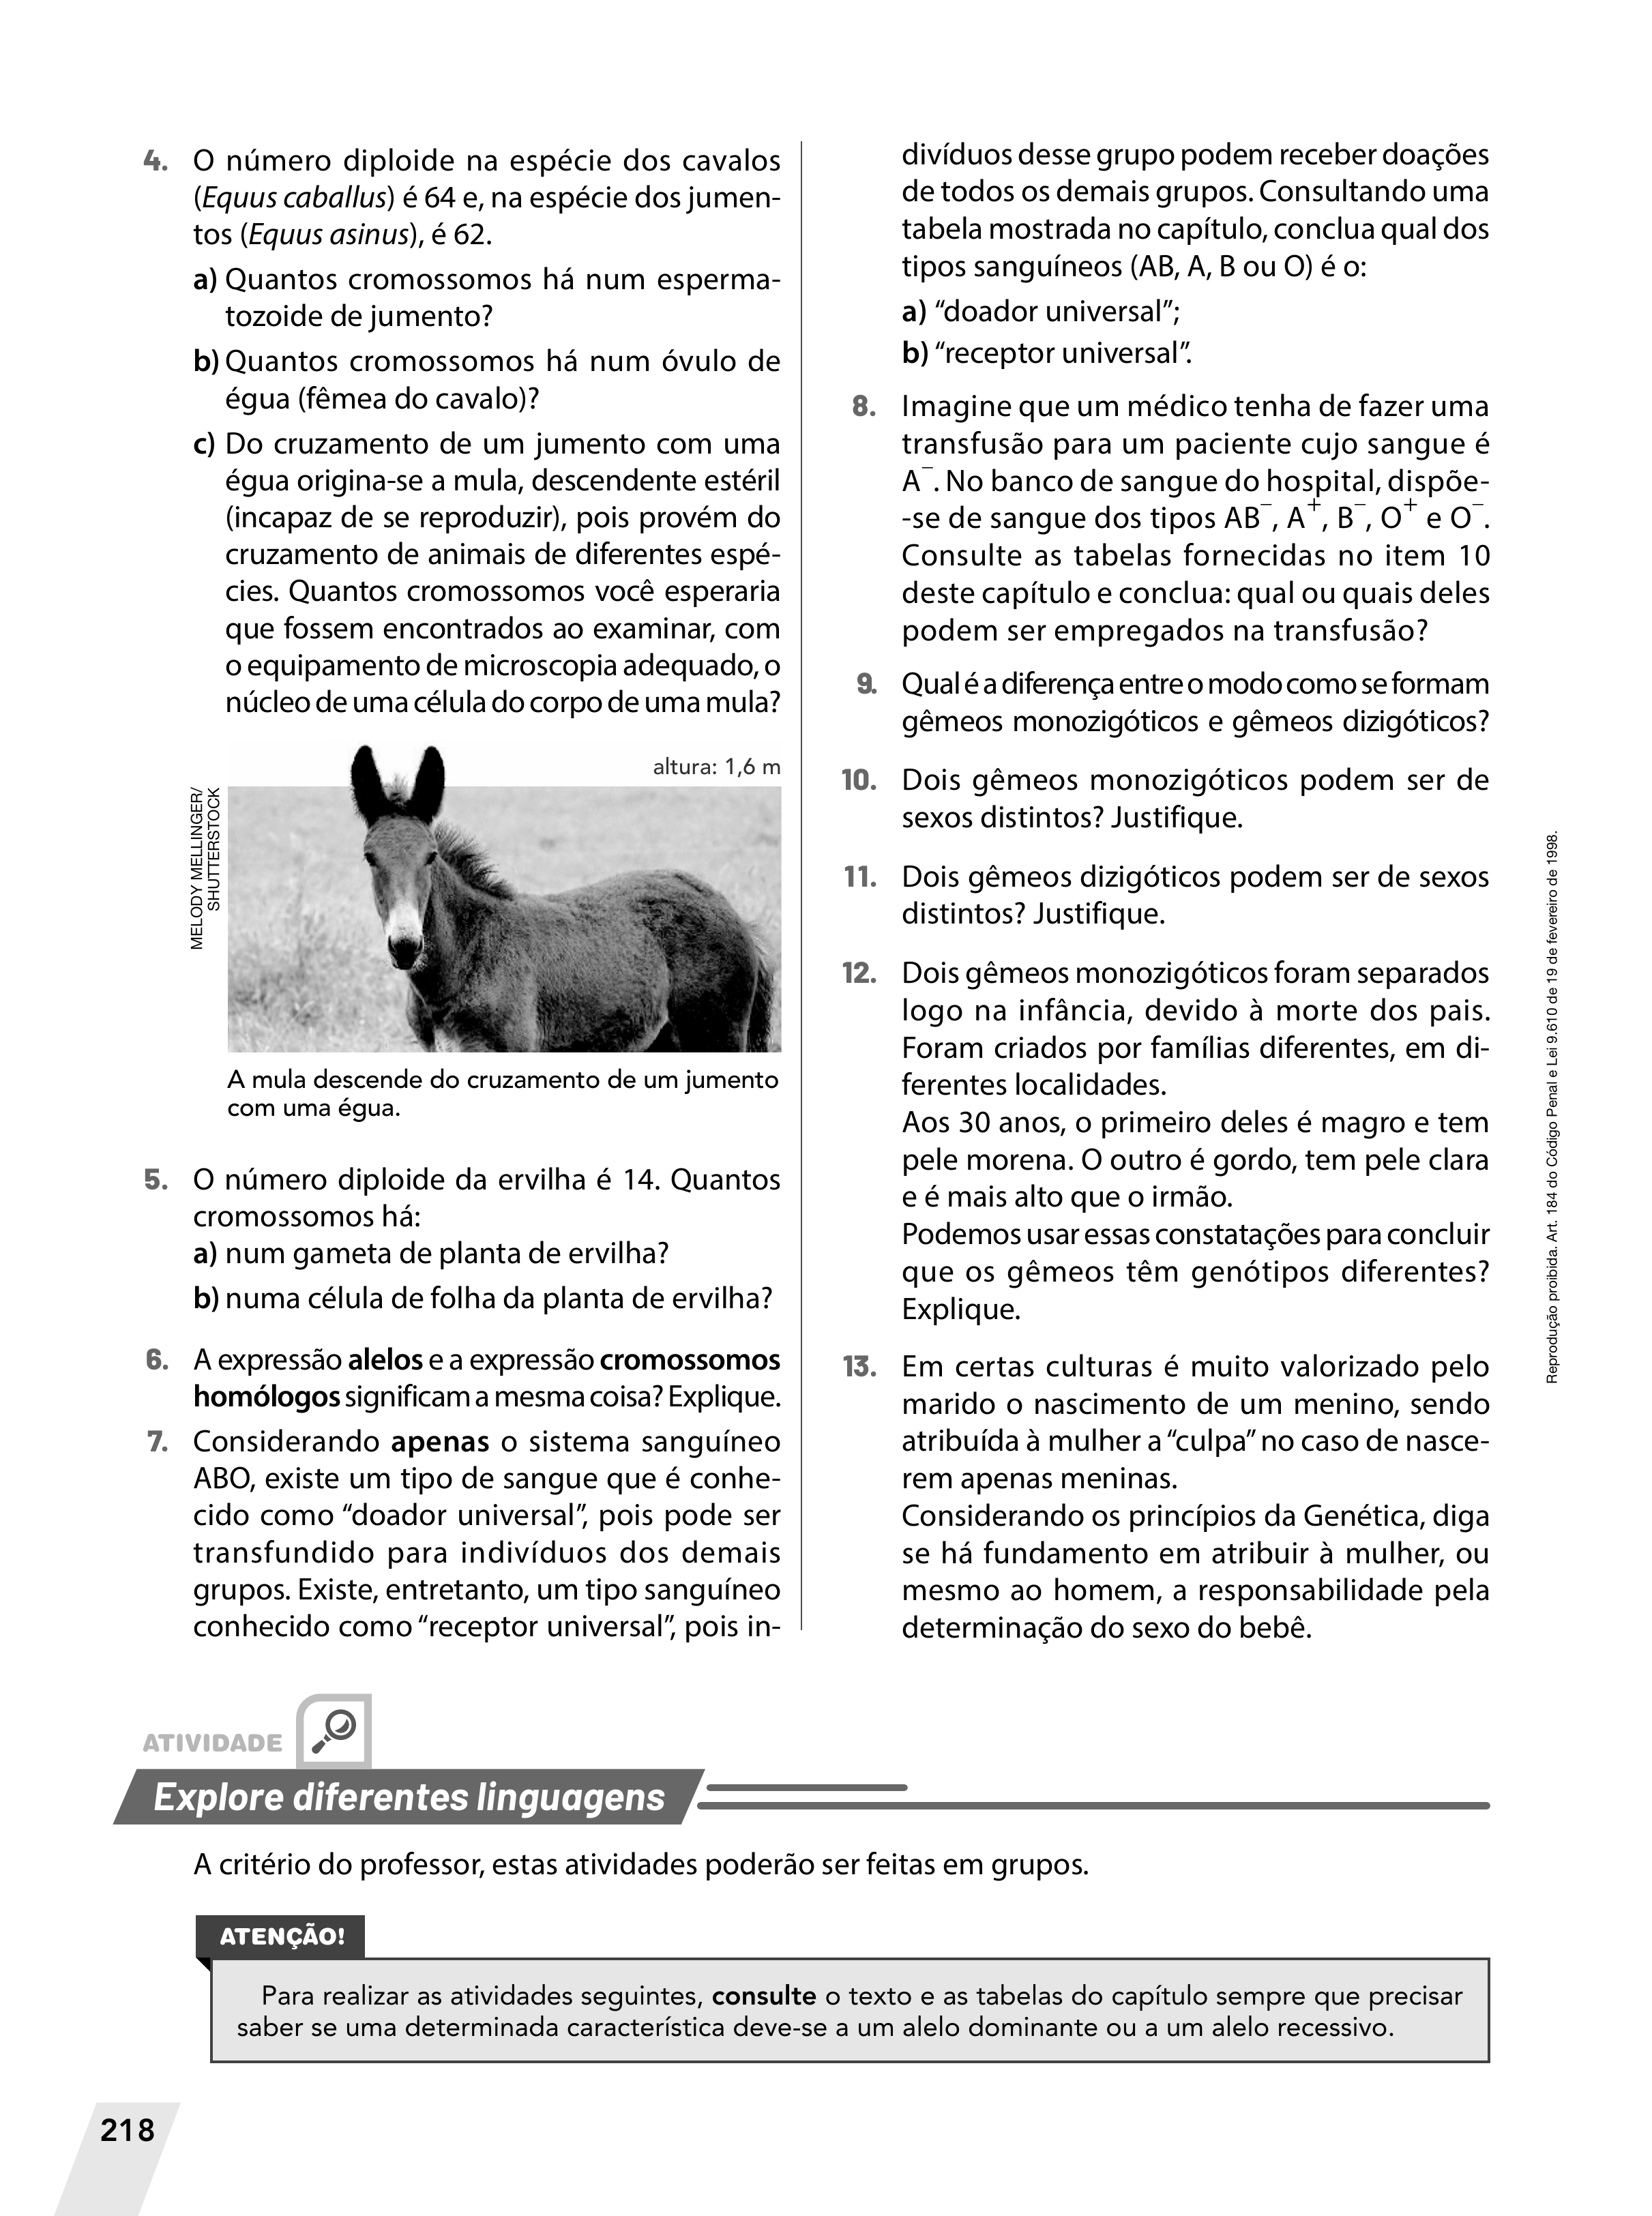 4. O número diploide na espécie dos cavalos
(Equus caballus) é 64 e, na espécie dos jumen-
tos (Equus asinus), é 62.
a) Quantos cromossomos há num esperma-
tozoide de jumento?
b) Quantos cromossomos há num óvulo de
égua (fêmea do cavalo)?
c) Do cruzamento de um jumento com uma
égua origina-se a mula, descendente estéril
(incapaz de se reproduzir), pois provém do
cruzamento de animais de diferentes espé-
cies. Quantos cromossomos você esperaria
que fossem encontrados ao examinar, com
o equipamento de microscopia adequado, o
núcleo de uma célula do corpo de uma mula?
altura: 1,6 m
MELODY MELLINGER/
SHUTTERSTOCK
A mula descende do cruzamento de um jumento
com uma égua.
5. O número diploide da ervilha é 14. Quantos
cromossomos há:
a) num gameta de planta de ervilha?
b) numa célula de folha da planta de ervilha?
6. A expressão alelos e a expressão cromossomos
homólogos significam a mesma coisa? Explique.
7. Considerando apenas o sistema sanguíneo
ABO, existe um tipo de sangue que é conhe-
cido como “doador universal”, pois pode ser
transfundido para indivíduos dos demais
grupos. Existe, entretanto, um tipo sanguíneo
conhecido como “receptor universal”, pois in-
divíduos desse grupo podem receber doações
de todos os demais grupos. Consultando uma
tabela mostrada no capítulo, conclua qual dos
tipos sanguíneos (AB, A, B ou O) é o:
a) “doador universal”;
b) “receptor universal”.
8. Imagine que um médico tenha de fazer uma
transfusão para um paciente cujo sangue é
A⁻. No banco de sangue do hospital, dispõe-
-se de sangue dos tipos AB⁻, A⁺, B⁻, O⁺ e O⁻.
Consulte as tabelas fornecidas no item 10
deste capítulo e conclua: qual ou quais deles
podem ser empregados na transfusão?
9. Qual é a diferença entre o modo como se formam
gêmeos monozigóticos e gêmeos dizigóticos?
10. Dois gêmeos monozigóticos podem ser de
sexos distintos? Justifique.
11. Dois gêmeos dizigóticos podem ser de sexos
distintos? Justifique.
12. Dois gêmeos monozigóticos foram separados
logo na infância, devido à morte dos pais.
Foram criados por famílias diferentes, em di-
ferentes localidades.
Aos 30 anos, o primeiro deles é magro e tem
pele morena. O outro é gordo, tem pele clara
e é mais alto que o irmão.
Podemos usar essas constatações para concluir
que os gêmeos têm genótipos diferentes?
Explique.
13. Em certas culturas é muito valorizado pelo
marido o nascimento de um menino, sendo
atribuída à mulher a “culpa” no caso de nasce-
rem apenas meninas.
Considerando os princípios da Genética, diga
se há fundamento em atribuir à mulher, ou
mesmo ao homem, a responsabilidade pela
determinação do sexo do bebê.
Reprodução proibida. Art. 184 do Código Penal e Lei 9.610 de 19 de fevereiro de 1998.
ATIVIDADE
Explore diferentes linguagens
A critério do professor, estas atividades poderão ser feitas em grupos.
ATENÇÃO!
Para realizar as atividades seguintes, consulte o texto e as tabelas do capítulo sempre que precisar
saber se uma determinada característica deve-se a um alelo dominante ou a um alelo recessivo.
218